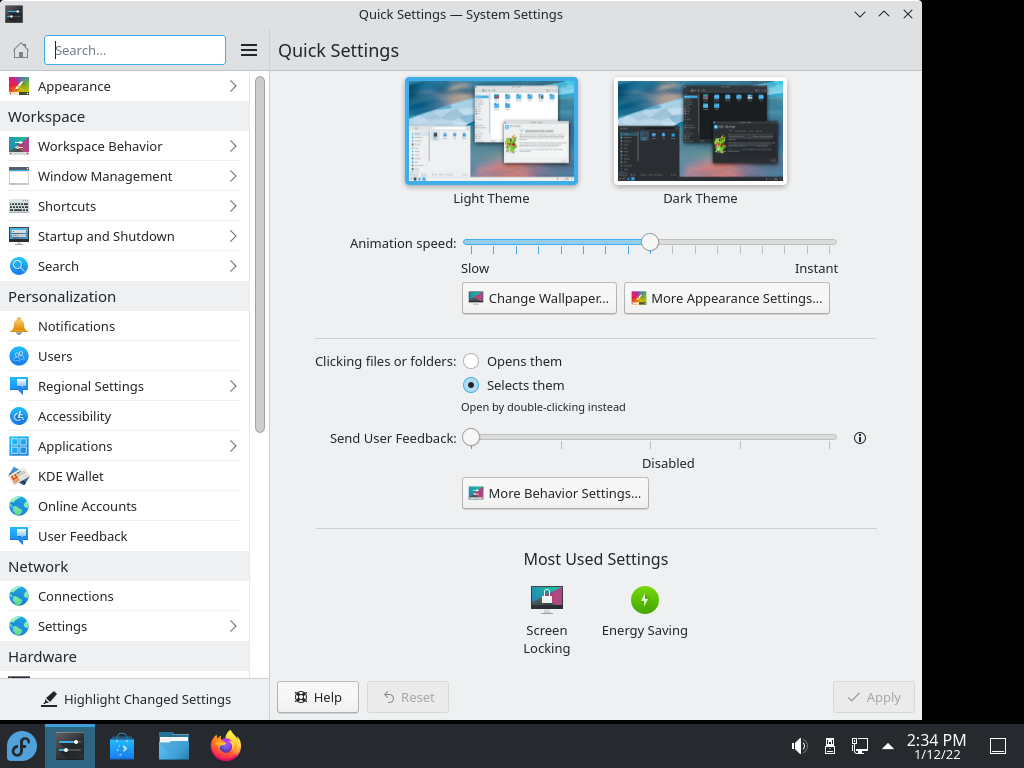 Quick Settings — System Settings
Search...
Quick Settings
Appearance
Workspace
Workspace Behavior
Window Management
Shortcuts
Startup and Shutdown
Search
Personalization
Notifications
Users
Regional Settings
Accessibility
Applications
KDE Wallet
Online Accounts
User Feedback
Network
Connections
Settings
Hardware
Highlight Changed Settings
Light Theme
Dark Theme
Animation speed:
Slow
Instant
Change Wallpaper...
More Appearance Settings...
Clicking files or folders:
Opens them
Selects them
Open by double-clicking instead
Send User Feedback:
Disabled
More Behavior Settings...
Most Used Settings
Screen
Locking
Energy Saving
Help
Reset
Apply
2:34 PM
1/12/22